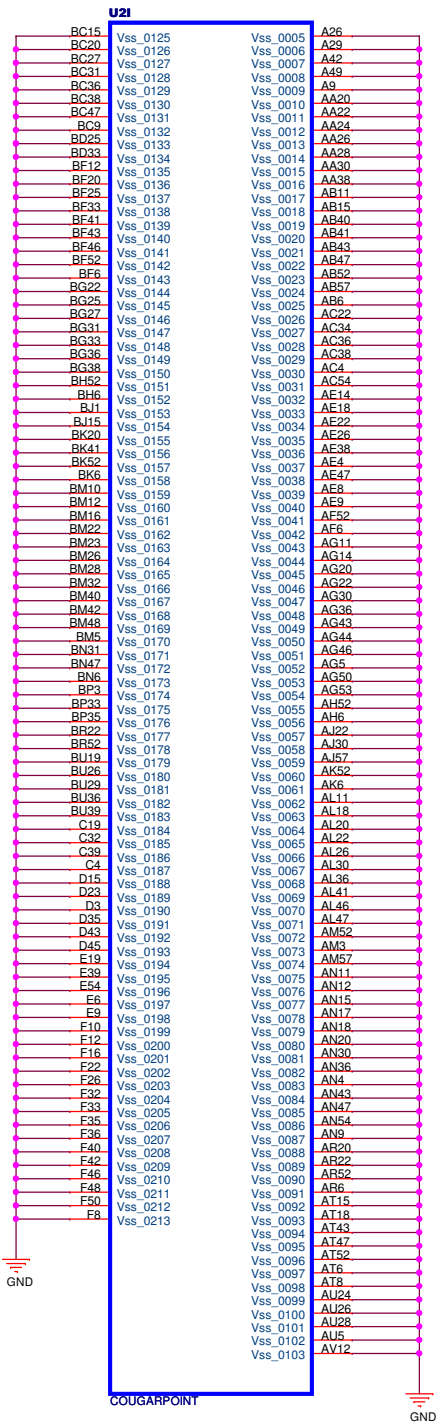 U2I
BC15 Vss_0125 Vss_0005 A26
BC20 Vss_0126 Vss_0006 A29
BC27 Vss_0127 Vss_0007 A42
BC31 Vss_0128 Vss_0008 A49
BC36 Vss_0129 Vss_0009 A9
BC38 Vss_0130 Vss_0010 AA20
BC47 Vss_0131 Vss_0011 AA22
BC9 Vss_0132 Vss_0012 AA24
BD25 Vss_0133 Vss_0013 AA26
BD33 Vss_0134 Vss_0014 AA28
BF12 Vss_0135 Vss_0015 AA30
BF20 Vss_0136 Vss_0016 AA38
BF25 Vss_0137 Vss_0017 AB11
BF33 Vss_0138 Vss_0018 AB15
BF41 Vss_0139 Vss_0019 AB40
BF43 Vss_0140 Vss_0020 AB41
BF46 Vss_0141 Vss_0021 AB43
BF52 Vss_0142 Vss_0022 AB47
BF6 Vss_0143 Vss_0023 AB52
BG22 Vss_0144 Vss_0024 AB57
BG25 Vss_0145 Vss_0025 AB6
BG27 Vss_0146 Vss_0026 AC22
BG31 Vss_0147 Vss_0027 AC34
BG33 Vss_0148 Vss_0028 AC36
BG36 Vss_0149 Vss_0029 AC38
BG38 Vss_0150 Vss_0030 AC4
BH52 Vss_0151 Vss_0031 AC54
BH6 Vss_0152 Vss_0032 AE14
BJ1 Vss_0153 Vss_0033 AE18
BJ15 Vss_0154 Vss_0034 AE22
BK20 Vss_0155 Vss_0035 AE26
BK41 Vss_0156 Vss_0036 AE38
BK52 Vss_0157 Vss_0037 AE4
BK6 Vss_0158 Vss_0038 AE47
BM10 Vss_0159 Vss_0039 AE8
BM12 Vss_0160 Vss_0040 AE9
BM16 Vss_0161 Vss_0041 AF52
BM22 Vss_0162 Vss_0042 AF6
BM23 Vss_0163 Vss_0043 AG11
BM26 Vss_0164 Vss_0044 AG14
BM28 Vss_0165 Vss_0045 AG20
BM32 Vss_0166 Vss_0046 AG22
BM40 Vss_0167 Vss_0047 AG30
BM42 Vss_0168 Vss_0048 AG36
BM48 Vss_0169 Vss_0049 AG43
BM5 Vss_0170 Vss_0050 AG44
BN31 Vss_0171 Vss_0051 AG46
BN47 Vss_0172 Vss_0052 AG5
BN6 Vss_0173 Vss_0053 AG50
BP3 Vss_0174 Vss_0054 AG53
BP33 Vss_0175 Vss_0055 AH52
BP35 Vss_0176 Vss_0056 AH6
BR22 Vss_0177 Vss_0057 AJ22
BR52 Vss_0178 Vss_0058 AJ30
BU19 Vss_0179 Vss_0059 AJ57
BU26 Vss_0180 Vss_0060 AK52
BU29 Vss_0181 Vss_0061 AK6
BU36 Vss_0182 Vss_0062 AL11
BU39 Vss_0183 Vss_0063 AL18
C19 Vss_0184 Vss_0064 AL20
C32 Vss_0185 Vss_0065 AL22
C39 Vss_0186 Vss_0066 AL26
C4 Vss_0187 Vss_0067 AL30
D15 Vss_0188 Vss_0068 AL36
D23 Vss_0189 Vss_0069 AL41
D3 Vss_0190 Vss_0070 AL46
D35 Vss_0191 Vss_0071 AL47
D43 Vss_0192 Vss_0072 AM52
D45 Vss_0193 Vss_0073 AM3
E19 Vss_0194 Vss_0074 AM57
E39 Vss_0195 Vss_0075 AN11
E54 Vss_0196 Vss_0076 AN12
E6 Vss_0197 Vss_0077 AN15
E9 Vss_0198 Vss_0078 AN17
F10 Vss_0199 Vss_0079 AN18
F12 Vss_0200 Vss_0080 AN20
F16 Vss_0201 Vss_0081 AN30
F22 Vss_0202 Vss_0082 AN36
F26 Vss_0203 Vss_0083 AN4
F32 Vss_0204 Vss_0084 AN43
F33 Vss_0205 Vss_0085 AN47
F35 Vss_0206 Vss_0086 AN54
F36 Vss_0207 Vss_0087 AN9
F40 Vss_0208 Vss_0088 AR20
F42 Vss_0209 Vss_0089 AR22
F46 Vss_0210 Vss_0090 AR52
F48 Vss_0211 Vss_0091 AR6
F50 Vss_0212 Vss_0092 AT15
F8 Vss_0213 Vss_0093 AT18
Vss_0094 AT43
Vss_0095 AT47
Vss_0096 AT52
Vss_0097 AT6
Vss_0098 AT8
Vss_0099 AU24
Vss_0100 AU26
Vss_0101 AU28
Vss_0102 AU5
Vss_0103 AV12
GND
COUGARPOINT
GND